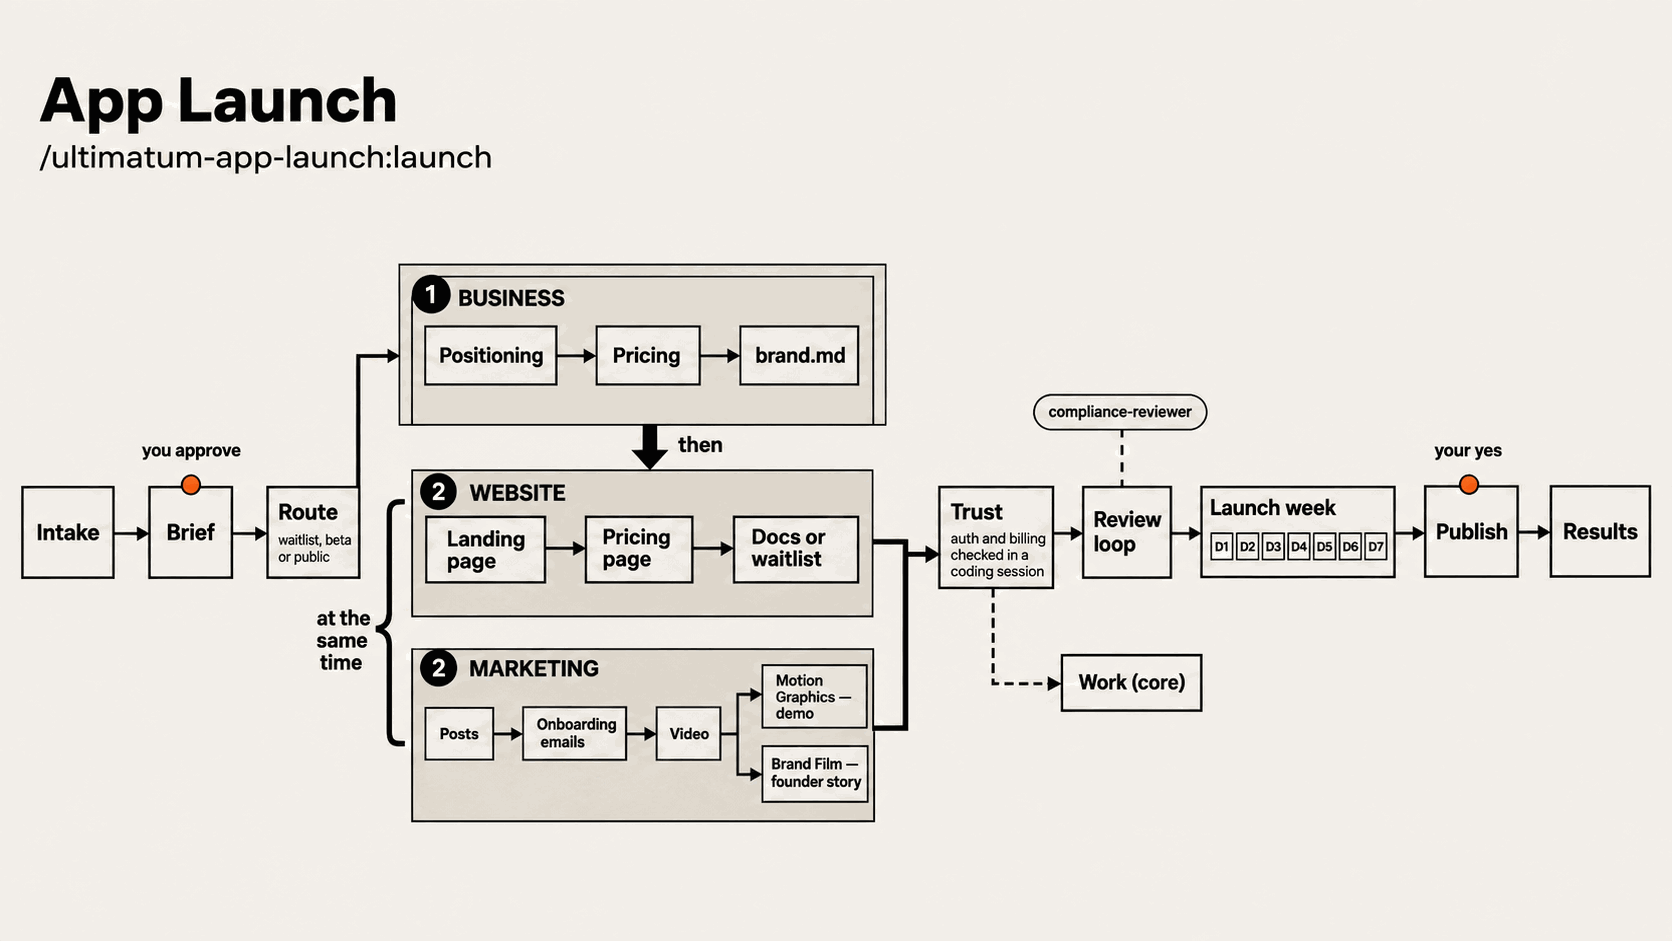 App Launch
/ultimatum-app-launch:launch
1 BUSINESS
Positioning
Pricing
brand.md
then
you approve
Intake
Brief
Route
waitlist, beta
or public
at the
same
time
2 WEBSITE
Landing
page
Pricing
page
Docs or
waitlist
2 MARKETING
Posts
Onboarding
emails
Video
Motion
Graphics —
demo
Brand Film —
founder story
Trust
auth and billing
checked in a
coding session
compliance-reviewer
Review
loop
Work (core)
Launch week
D1 D2 D3 D4 D5 D6 D7
your yes
Publish
Results